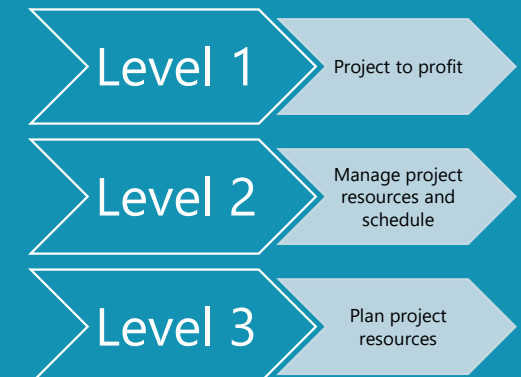 Level 1
Project to profit
Level 2
Manage project
resources and
schedule
Level 3
Plan project
resources